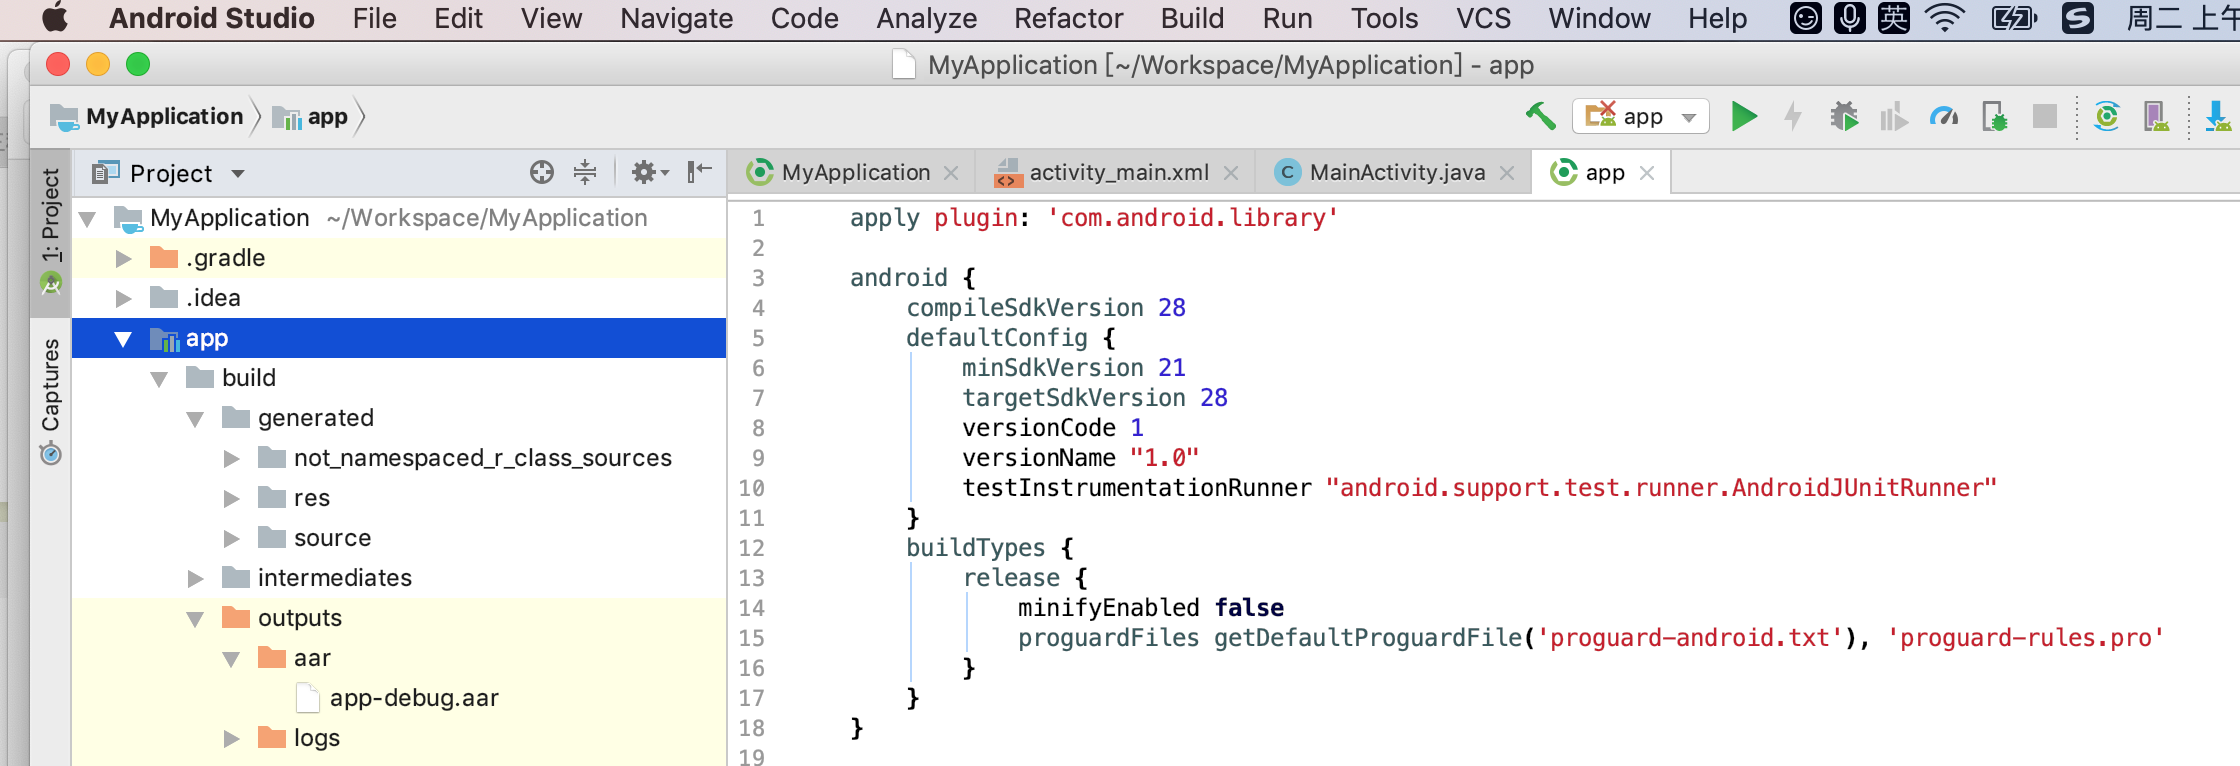 Android Studio File Edit View Navigate Code Analyze Refactor Build Run Tools VCS Window Help 英 周二 上午
MyApplication [~/Workspace/MyApplication] - app
MyApplication app
app
1: Project
Captures
Project
MyApplication ~/Workspace/MyApplication
.gradle
.idea
app
build
generated
not_namespaced_r_class_sources
res
source
intermediates
outputs
aar
app-debug.aar
logs
MyApplication activity_main.xml MainActivity.java app
1 apply plugin: 'com.android.library'
2
3 android {
4 compileSdkVersion 28
5 defaultConfig {
6 minSdkVersion 21
7 targetSdkVersion 28
8 versionCode 1
9 versionName "1.0"
10 testInstrumentationRunner "android.support.test.runner.AndroidJUnitRunner"
11 }
12 buildTypes {
13 release {
14 minifyEnabled false
15 proguardFiles getDefaultProguardFile('proguard-android.txt'), 'proguard-rules.pro'
16 }
17 }
18 }
19